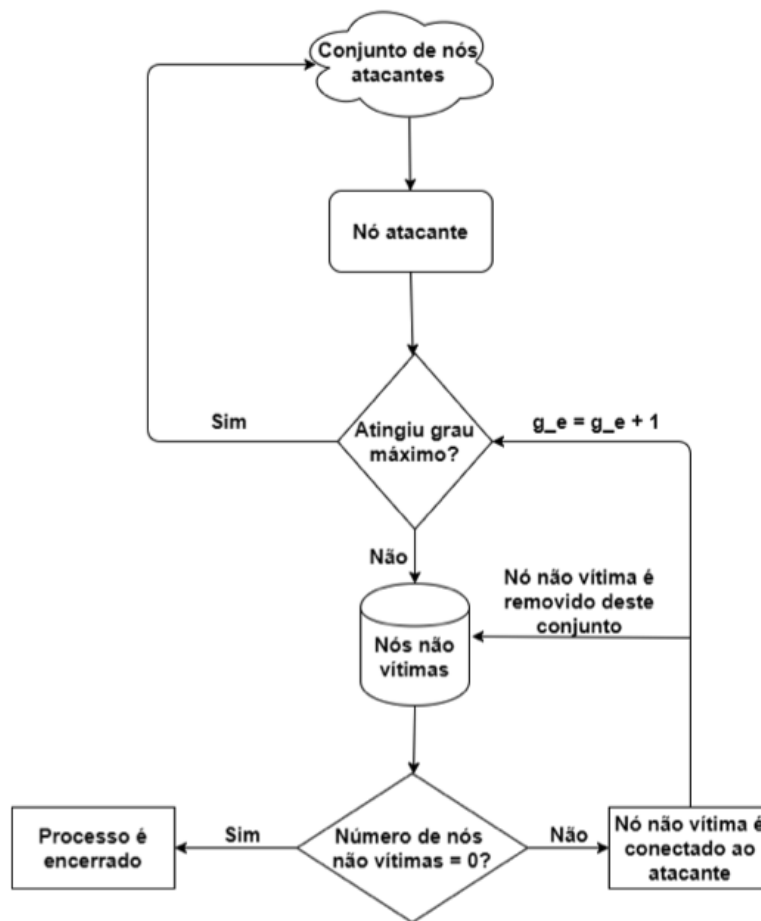 Conjunto de nós
atacantes
Nó atacante
Sim
Atingiu grau
máximo?
g_e = g_e + 1
Não
Nó não vítima é
removido deste
conjunto
Nós não
vítimas
Processo é
encerrado
Sim
Número de nós
não vítimas = 0?
Não
Nó não vítima é
conectado ao
atacante